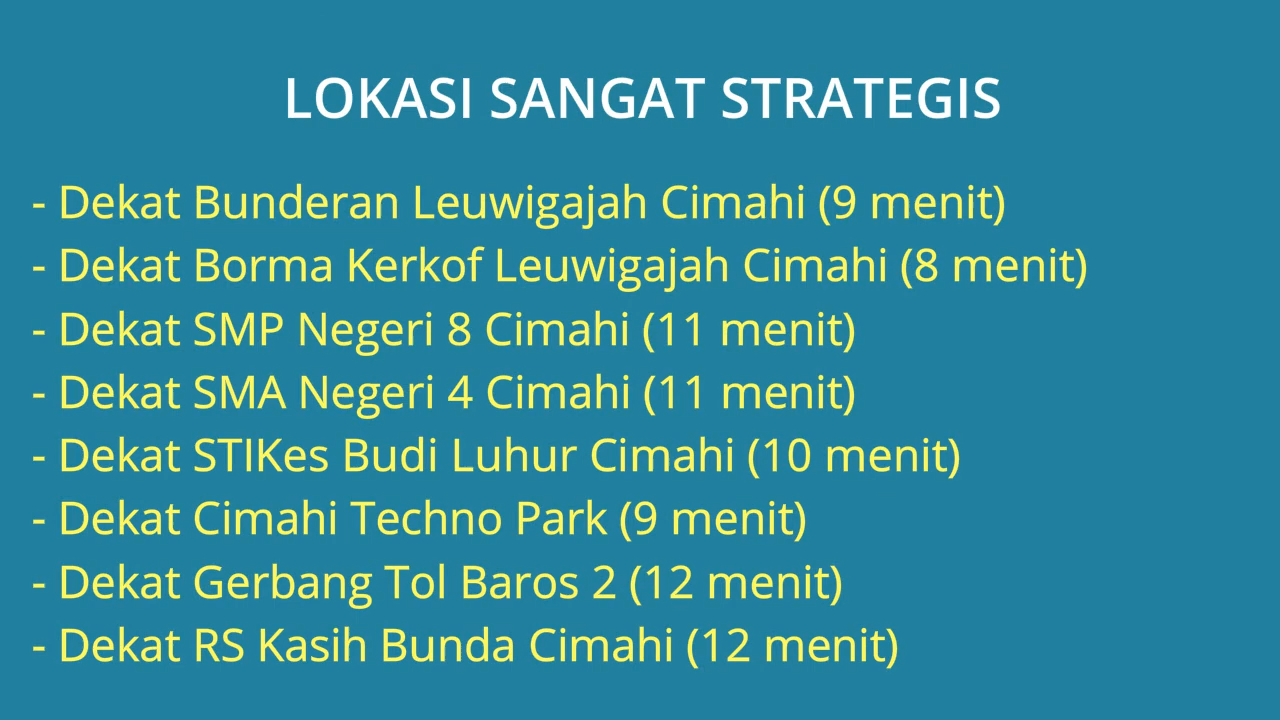 LOKASI SANGAT STRATEGIS
- Dekat Bunderan Leuwigajah Cimahi (9 menit)
- Dekat Borma Kerkof Leuwigajah Cimahi (8 menit)
- Dekat SMP Negeri 8 Cimahi (11 menit)
- Dekat SMA Negeri 4 Cimahi (11 menit)
- Dekat STIKes Budi Luhur Cimahi (10 menit)
- Dekat Cimahi Techno Park (9 menit)
- Dekat Gerbang Tol Baros 2 (12 menit)
- Dekat RS Kasih Bunda Cimahi (12 menit)